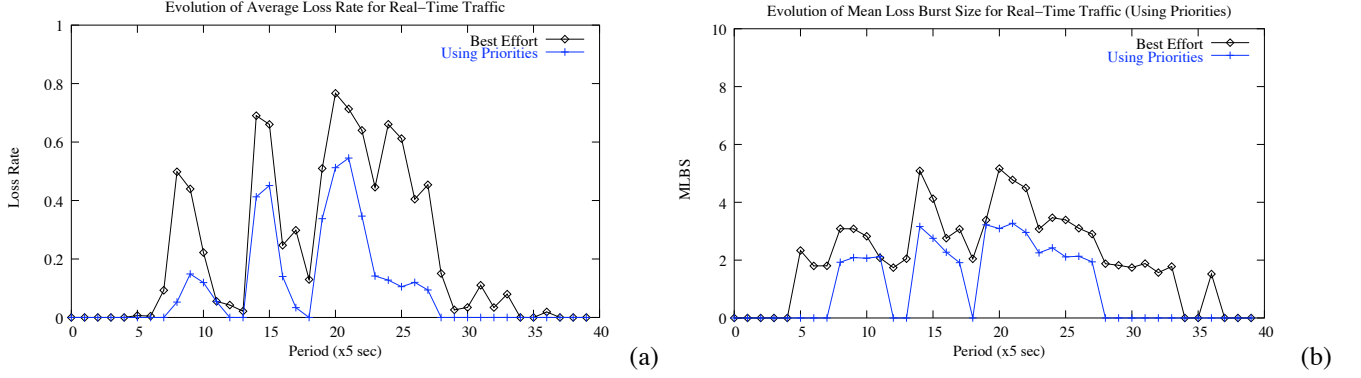 Evolution of Average Loss Rate for Real–Time Traffic
Best Effort
Using Priorities
1
0.8
0.6
0.4
0.2
0
Loss Rate
0 5 10 15 20 25 30 35 40
Period (x5 sec)
(a)
Evolution of Mean Loss Burst Size for Real–Time Traffic (Using Priorities)
Best Effort
Using Priorities
10
8
6
4
2
0
MLBS
0 5 10 15 20 25 30 35 40
Period (x5 sec)
(b)